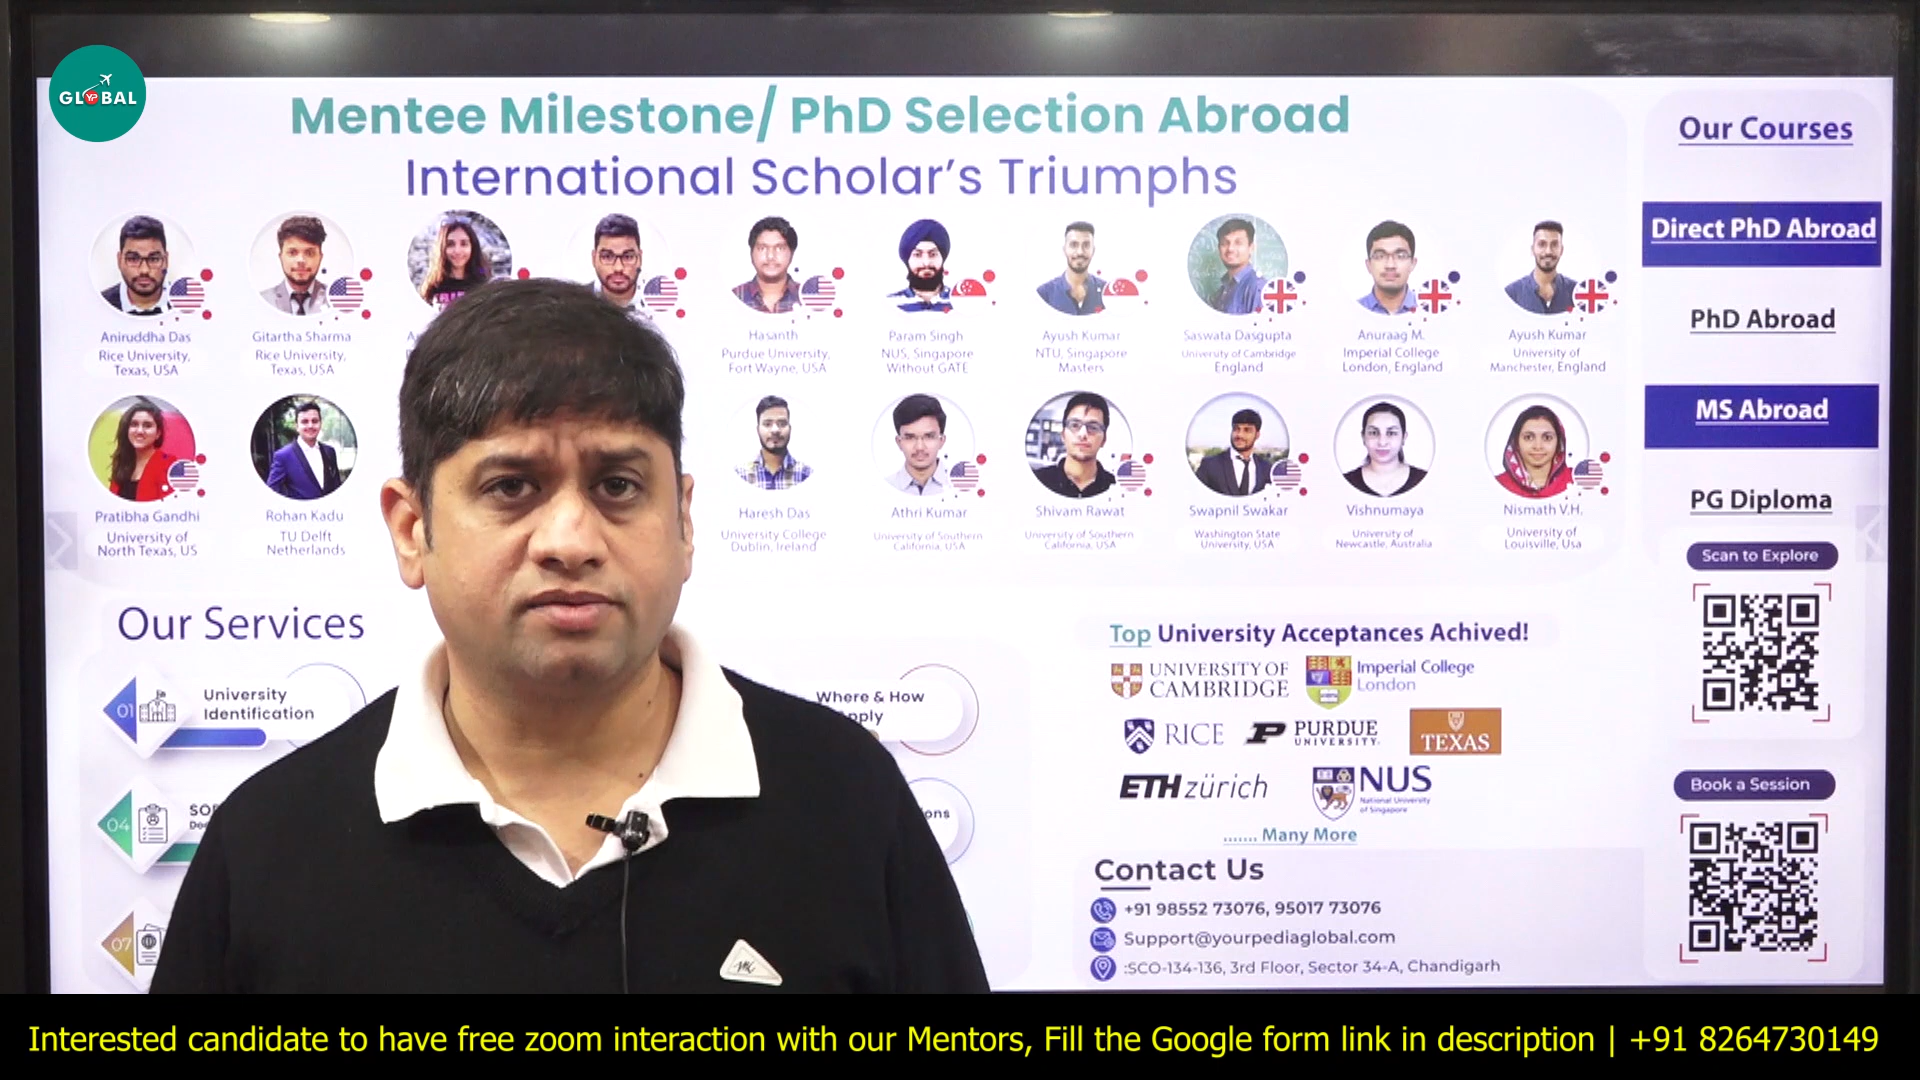 GLOBAL
YP
Mentee Milestone/ PhD Selection Abroad
International Scholar's Triumphs
Aniruddha Das
Rice University,
Texas, USA
Gitartha Sharma
Rice University,
Texas, USA
Hasanth
Purdue University,
Fort Wayne, USA
Param Singh
NUS, Singapore
Without GATE
Ayush Kumar
NTU, Singapore
Masters
Saswata Dasgupta
University of Cambridge
England
Anuraag M.
Imperial College
London, England
Ayush Kumar
University of
Manchester, England
Pratibha Gandhi
University of
North Texas, US
Rohan Kadu
TU Delft
Netherlands
Haresh Das
University College
Dublin, Ireland
Athri Kumar
University of Southern
California, USA
Shivam Rawat
University of Southern
California, USA
Swapnil Swakar
Washington State
University, USA
Vishnumaya
University of
Newcastle, Australia
Nismath V.H.
University of
Louisville, Usa
Our Courses
Direct PhD Abroad
PhD Abroad
MS Abroad
PG Diploma
Scan to Explore
Book a Session
Our Services
01
University
Identification
Where & How
04
07
Top University Acceptances Achived!
UNIVERSITY OF
CAMBRIDGE
Imperial College
London
RICE
PURDUE
UNIVERSITY.
TEXAS
ETH zürich
NUS
National University
of Singapore
....... Many More
Contact Us
+91 98552 73076, 95017 73076
Support@yourpediaglobal.com
:SCO-134-136, 3rd Floor, Sector 34-A, Chandigarh
Interested candidate to have free zoom interaction with our Mentors, Fill the Google form link in description | +91 8264730149